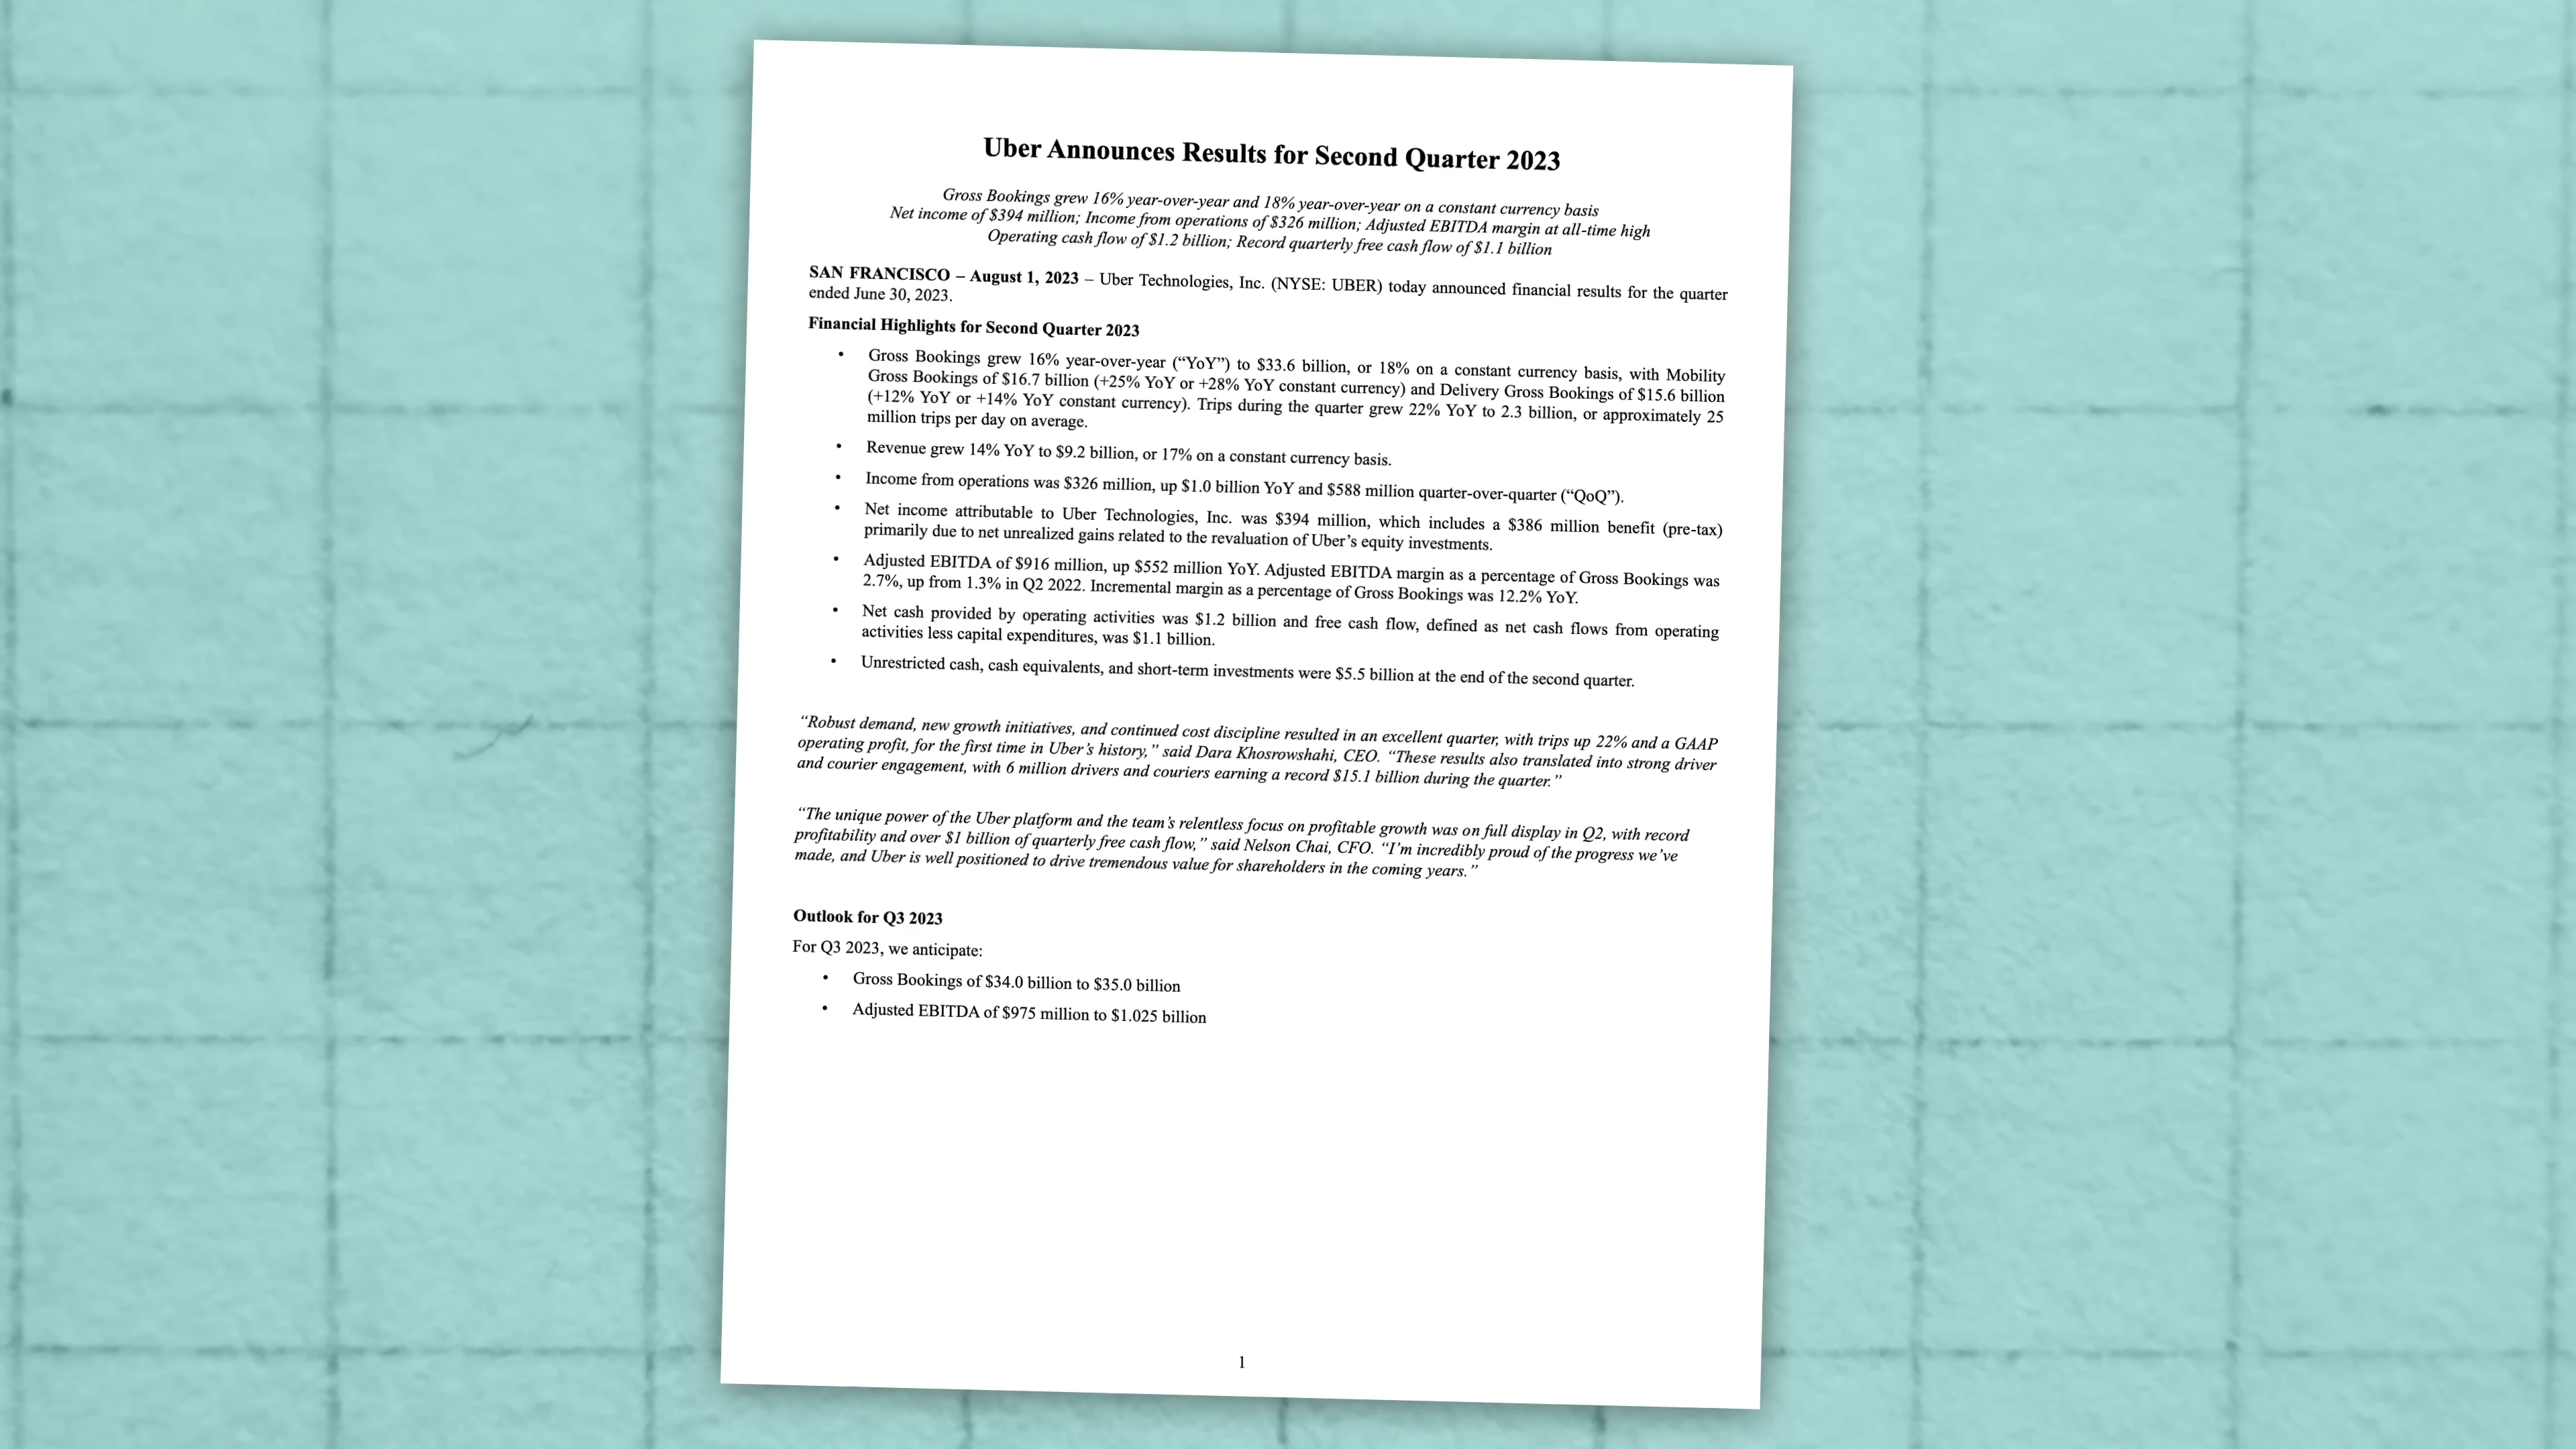 Uber Announces Results for Second Quarter 2023
Gross Bookings grew 16% year-over-year and 18% year-over-year on a constant currency basis
Net income of $394 million; Income from operations of $326 million; Adjusted EBITDA margin at all-time high
Operating cash flow of $1.2 billion; Record quarterly free cash flow of $1.1 billion
SAN FRANCISCO – August 1, 2023 – Uber Technologies, Inc. (NYSE: UBER) today announced financial results for the quarter
ended June 30, 2023.
Financial Highlights for Second Quarter 2023
• Gross Bookings grew 16% year-over-year (“YoY”) to $33.6 billion, or 18% on a constant currency basis, with Mobility
Gross Bookings of $16.7 billion (+25% YoY or +28% YoY constant currency) and Delivery Gross Bookings of $15.6 billion
(+12% YoY or +14% YoY constant currency). Trips during the quarter grew 22% YoY to 2.3 billion, or approximately 25
million trips per day on average.
• Revenue grew 14% YoY to $9.2 billion, or 17% on a constant currency basis.
• Income from operations was $326 million, up $1.0 billion YoY and $588 million quarter-over-quarter (“QoQ”).
• Net income attributable to Uber Technologies, Inc. was $394 million, which includes a $386 million benefit (pre-tax)
primarily due to net unrealized gains related to the revaluation of Uber’s equity investments.
• Adjusted EBITDA of $916 million, up $552 million YoY. Adjusted EBITDA margin as a percentage of Gross Bookings was
2.7%, up from 1.3% in Q2 2022. Incremental margin as a percentage of Gross Bookings was 12.2% YoY.
• Net cash provided by operating activities was $1.2 billion and free cash flow, defined as net cash flows from operating
activities less capital expenditures, was $1.1 billion.
• Unrestricted cash, cash equivalents, and short-term investments were $5.5 billion at the end of the second quarter.
“Robust demand, new growth initiatives, and continued cost discipline resulted in an excellent quarter, with trips up 22% and a GAAP
operating profit, for the first time in Uber’s history,” said Dara Khosrowshahi, CEO. “These results also translated into strong driver
and courier engagement, with 6 million drivers and couriers earning a record $15.1 billion during the quarter.”
“The unique power of the Uber platform and the team’s relentless focus on profitable growth was on full display in Q2, with record
profitability and over $1 billion of quarterly free cash flow,” said Nelson Chai, CFO. “I’m incredibly proud of the progress we’ve
made, and Uber is well positioned to drive tremendous value for shareholders in the coming years.”
Outlook for Q3 2023
For Q3 2023, we anticipate:
• Gross Bookings of $34.0 billion to $35.0 billion
• Adjusted EBITDA of $975 million to $1.025 billion
1